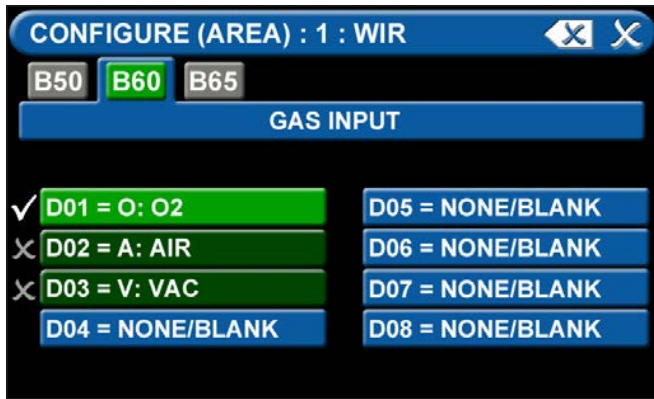 CONFIGURE (AREA) : 1 : WIR
B50 B60 B65
GAS INPUT
D01 = O: O2
D02 = A: AIR
D03 = V: VAC
D04 = NONE/BLANK
D05 = NONE/BLANK
D06 = NONE/BLANK
D07 = NONE/BLANK
D08 = NONE/BLANK